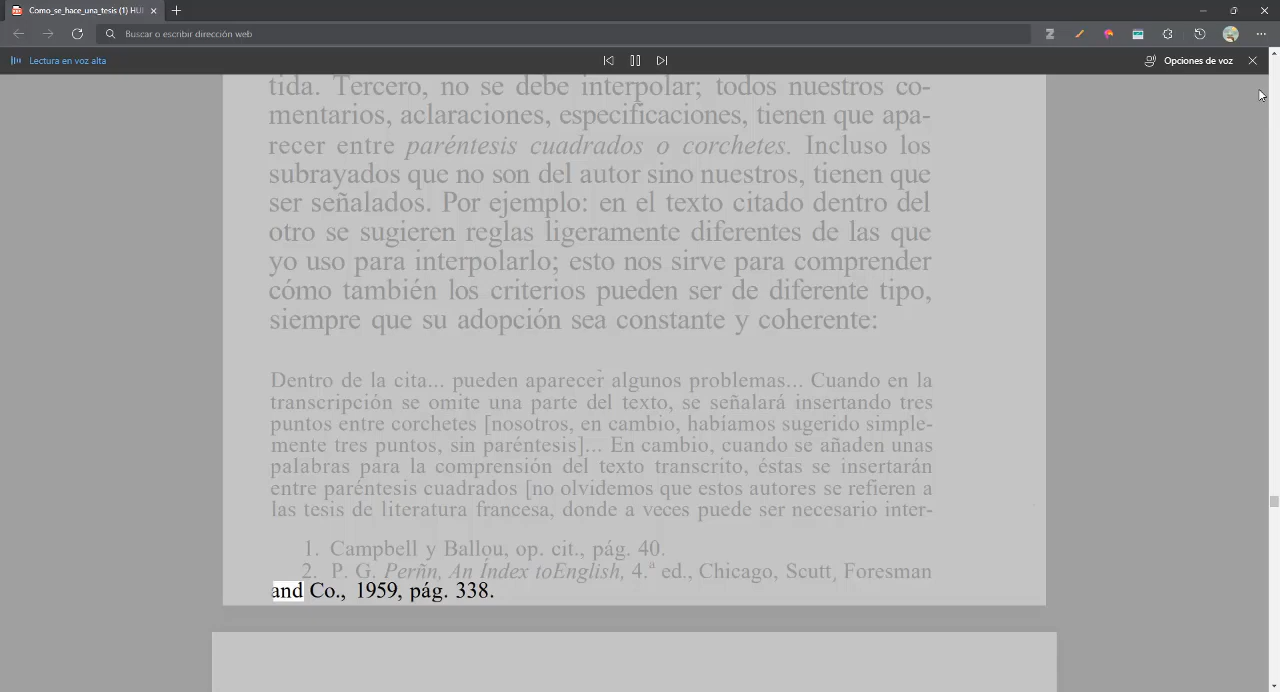 Como_se_hace_una_tesis (1) HUI
Buscar o escribir dirección web
Lectura en voz alta
Opciones de voz
tida. Tercero, no se debe interpolar; todos nuestros co-
mentarios, aclaraciones, especificaciones, tienen que apa-
recer entre paréntesis cuadrados o corchetes. Incluso los
subrayados que no son del autor sino nuestros, tienen que
ser señalados. Por ejemplo: en el texto citado dentro del
otro se sugieren reglas ligeramente diferentes de las que
yo uso para interpolarlo; esto nos sirve para comprender
cómo también los criterios pueden ser de diferente tipo,
siempre que su adopción sea constante y coherente:
Dentro de la cita... pueden aparecer algunos problemas... Cuando en la
transcripción se omite una parte del texto, se señalará insertando tres
puntos entre corchetes [nosotros, en cambio, habíamos sugerido simple-
mente tres puntos, sin paréntesis]... En cambio, cuando se añaden unas
palabras para la comprensión del texto transcrito, éstas se insertarán
entre paréntesis cuadrados [no olvidemos que estos autores se refieren a
las tesis de literatura francesa, donde a veces puede ser necesario inter-
1. Campbell y Ballou, op. cit., pág. 40.
2. P. G. Perñn, An Índex toEnglish, 4.ª ed., Chicago, Scutt, Foresman
and Co., 1959, pág. 338.